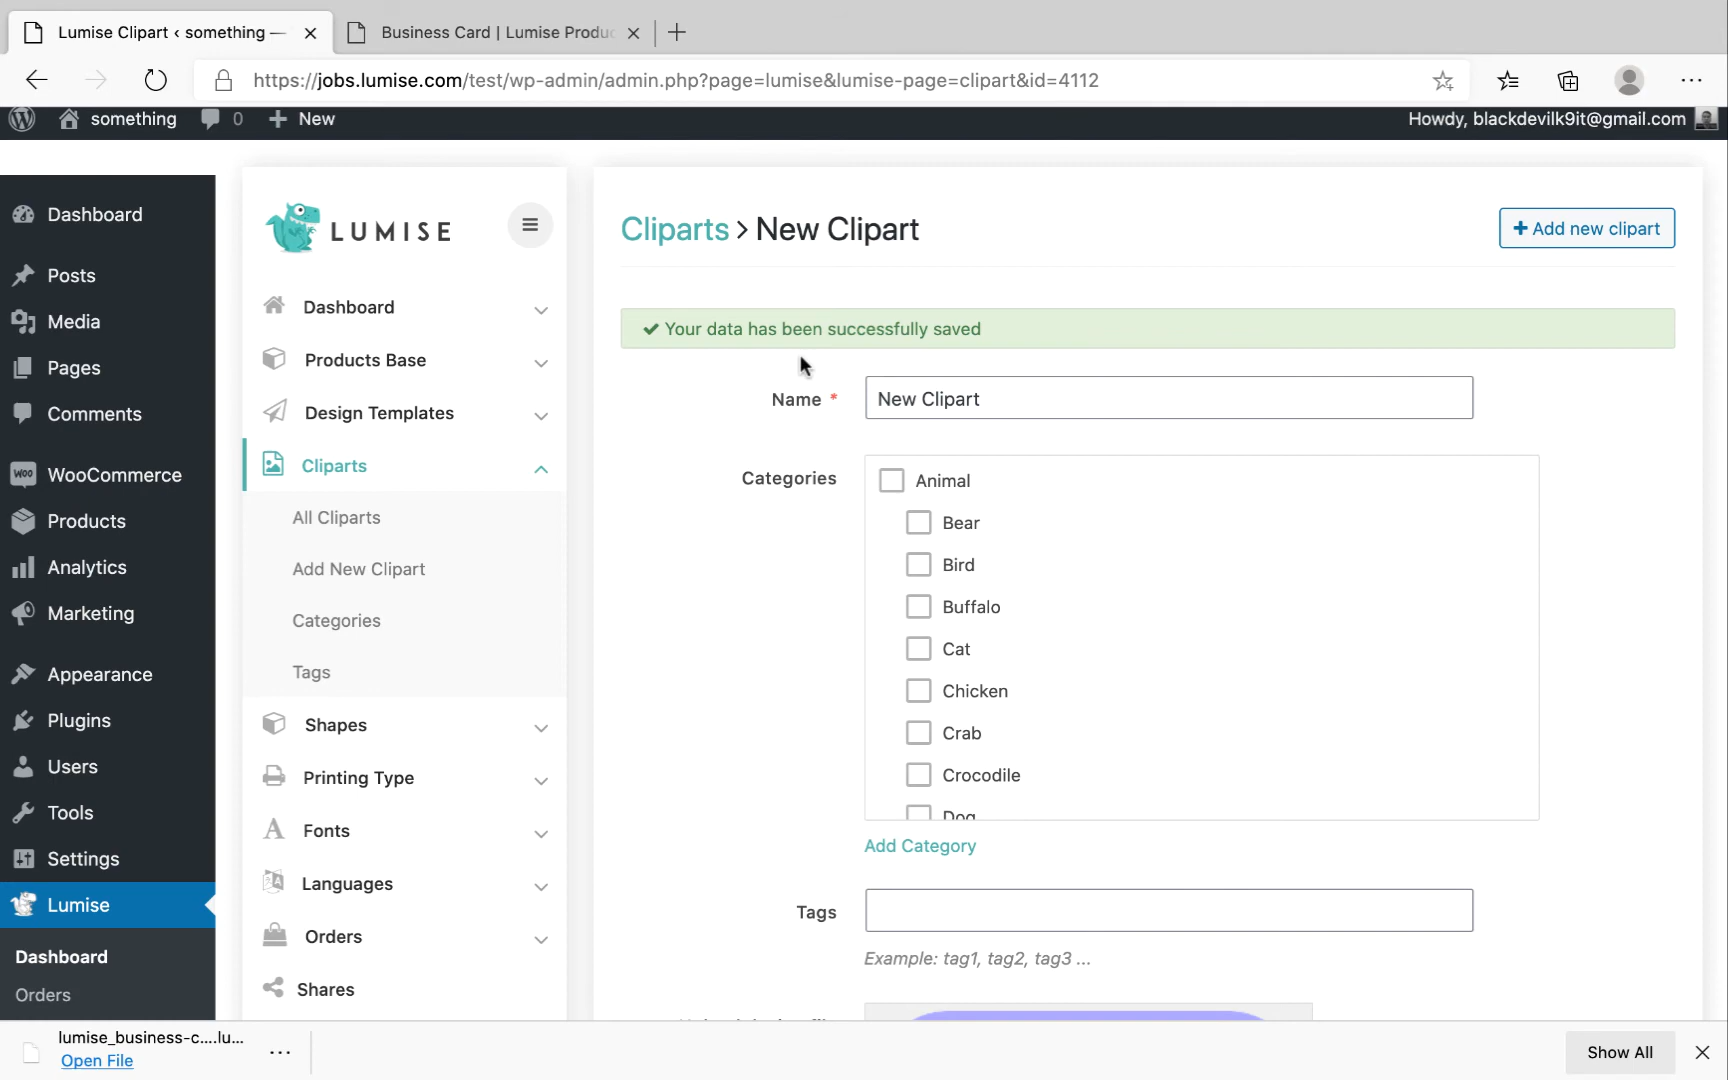 Lumise Clipart ‹ something —
Business Card | Lumise Produc
https://jobs.lumise.com/test/wp-admin/admin.php?page=lumise&lumise-page=clipart&id=4112
something
0
New
Howdy, blackdevilk9it@gmail.com
Dashboard
Posts
Media
Pages
Comments
WooCommerce
Products
Analytics
Marketing
Appearance
Plugins
Users
Tools
Settings
Lumise
Dashboard
Orders
LUMISE
Dashboard
Products Base
Design Templates
Cliparts
All Cliparts
Add New Clipart
Categories
Tags
Shapes
Printing Type
Fonts
Languages
Orders
Shares
Cliparts > New Clipart
Add new clipart
Your data has been successfully saved
Name *
New Clipart
Categories
Animal
Bear
Bird
Buffalo
Cat
Chicken
Crab
Crocodile
Dog
Add Category
Tags
Example: tag1, tag2, tag3 ...
lumise_business-c....lu...
Open File
Show All